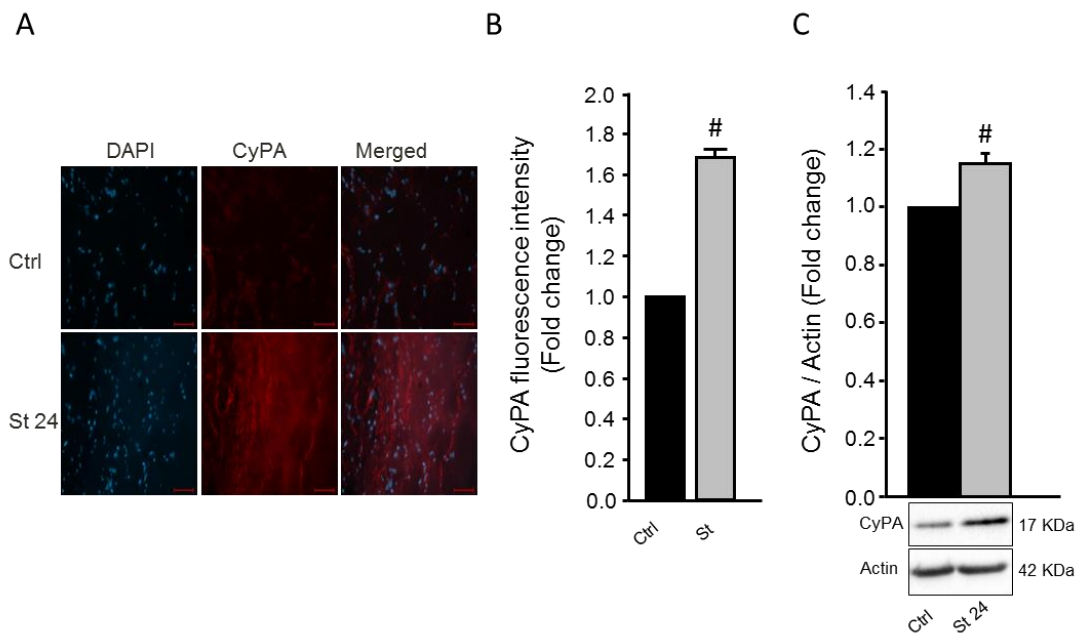 A
DAPI CyPA Merged
Ctrl
St 24
B
CyPA fluorescence intensity
(Fold change)
2.0
1.8
1.6
1.4
1.2
1.0
0.8
0.6
0.4
0.2
0.0
#
Ctrl St
C
CyPA / Actin (Fold change)
1.4
1.2
1.0
0.8
0.6
0.4
0.2
0.0
#
CyPA 17 KDa
Actin 42 KDa
Ctrl St 24